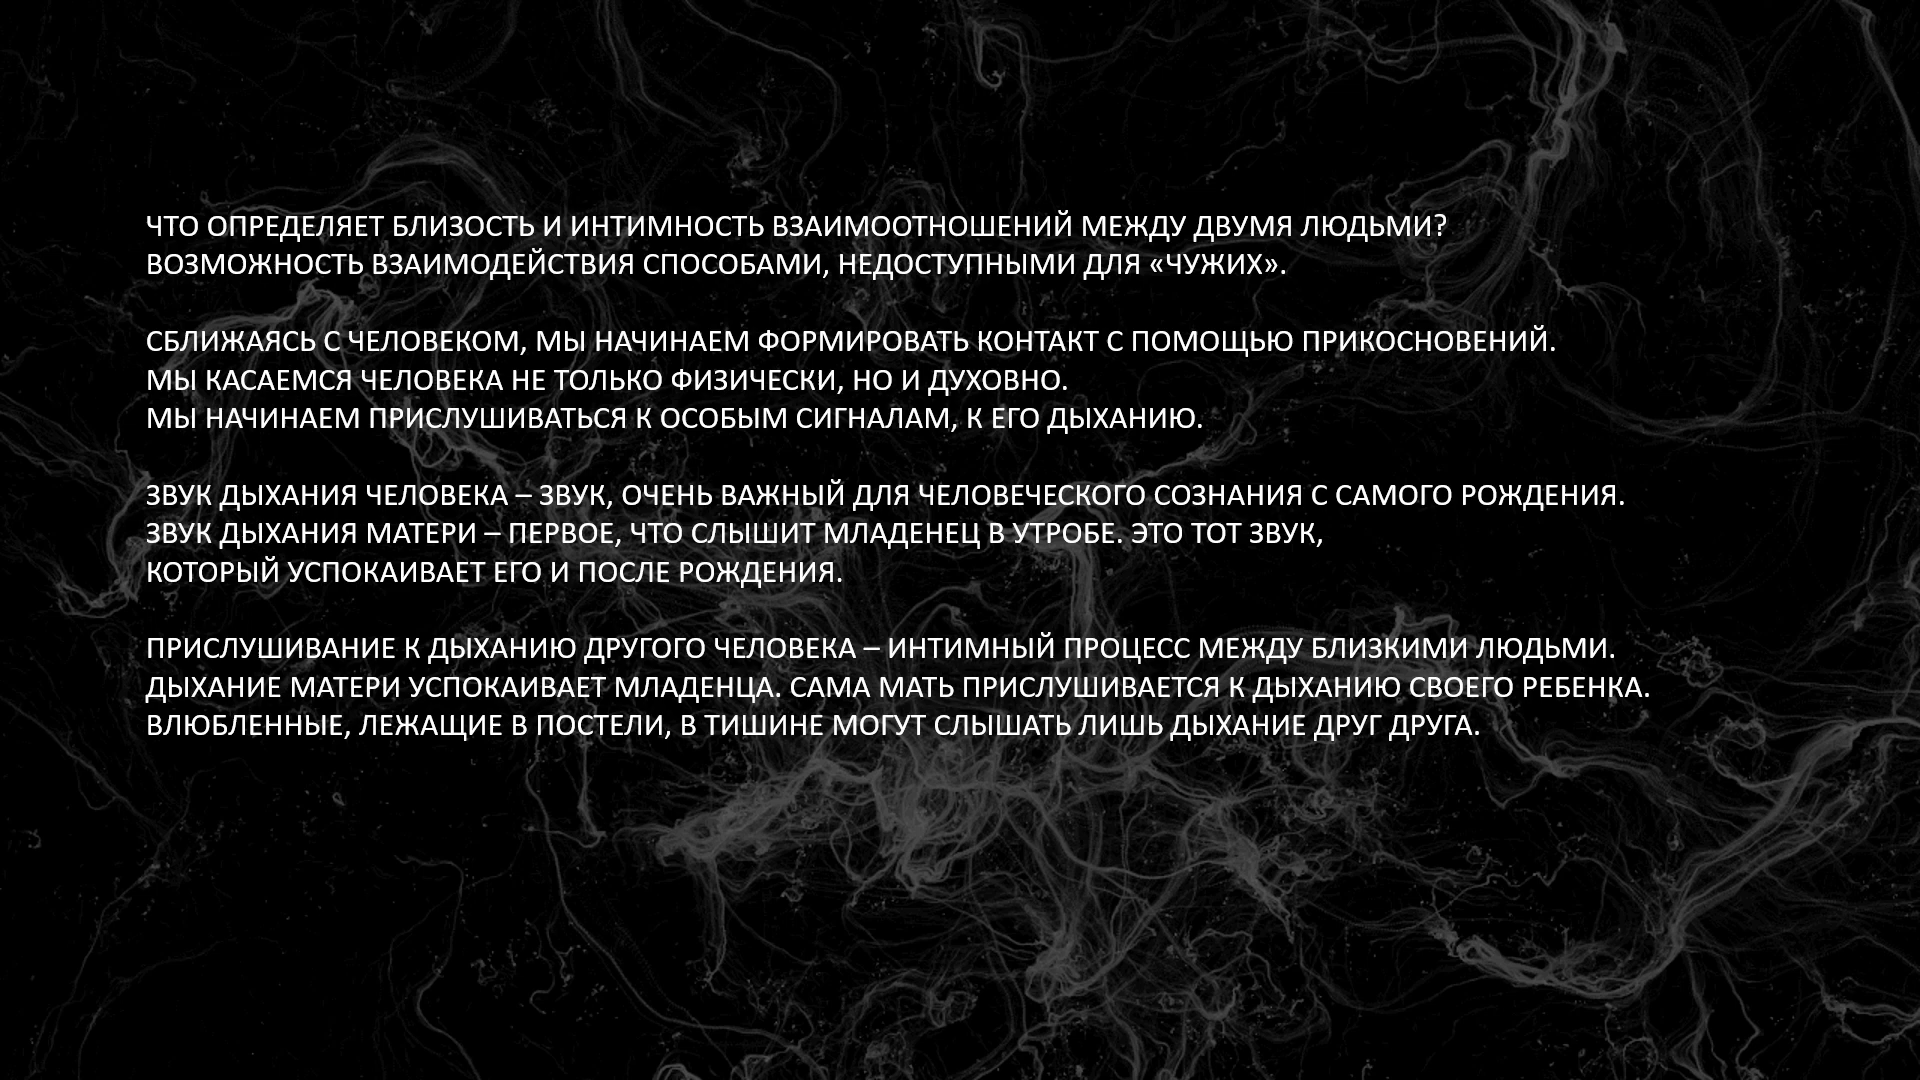 ЧТО ОПРЕДЕЛЯЕТ БЛИЗОСТЬ И ИНТИМНОСТЬ ВЗАИМООТНОШЕНИЙ МЕЖДУ ДВУМЯ ЛЮДЬМИ?
ВОЗМОЖНОСТЬ ВЗАИМОДЕЙСТВИЯ СПОСОБАМИ, НЕДОСТУПНЫМИ ДЛЯ «ЧУЖИХ».
СБЛИЖАЯСЬ С ЧЕЛОВЕКОМ, МЫ НАЧИНАЕМ ФОРМИРОВАТЬ КОНТАКТ С ПОМОЩЬЮ ПРИКОСНОВЕНИЙ.
МЫ КАСАЕМСЯ ЧЕЛОВЕКА НЕ ТОЛЬКО ФИЗИЧЕСКИ, НО И ДУХОВНО.
МЫ НАЧИНАЕМ ПРИСЛУШИВАТЬСЯ К ОСОБЫМ СИГНАЛАМ, К ЕГО ДЫХАНИЮ.
ЗВУК ДЫХАНИЯ ЧЕЛОВЕКА – ЗВУК, ОЧЕНЬ ВАЖНЫЙ ДЛЯ ЧЕЛОВЕЧЕСКОГО СОЗНАНИЯ С САМОГО РОЖДЕНИЯ.
ЗВУК ДЫХАНИЯ МАТЕРИ – ПЕРВОЕ, ЧТО СЛЫШИТ МЛАДЕНЕЦ В УТРОБЕ. ЭТО ТОТ ЗВУК,
КОТОРЫЙ УСПОКАИВАЕТ ЕГО И ПОСЛЕ РОЖДЕНИЯ.
ПРИСЛУШИВАНИЕ К ДЫХАНИЮ ДРУГОГО ЧЕЛОВЕКА – ИНТИМНЫЙ ПРОЦЕСС МЕЖДУ БЛИЗКИМИ ЛЮДЬМИ.
ДЫХАНИЕ МАТЕРИ УСПОКАИВАЕТ МЛАДЕНЦА. САМА МАТЬ ПРИСЛУШИВАЕТСЯ К ДЫХАНИЮ СВОЕГО РЕБЕНКА.
ВЛЮБЛЕННЫЕ, ЛЕЖАЩИЕ В ПОСТЕЛИ, В ТИШИНЕ МОГУТ СЛЫШАТЬ ЛИШЬ ДЫХАНИЕ ДРУГ ДРУГА.